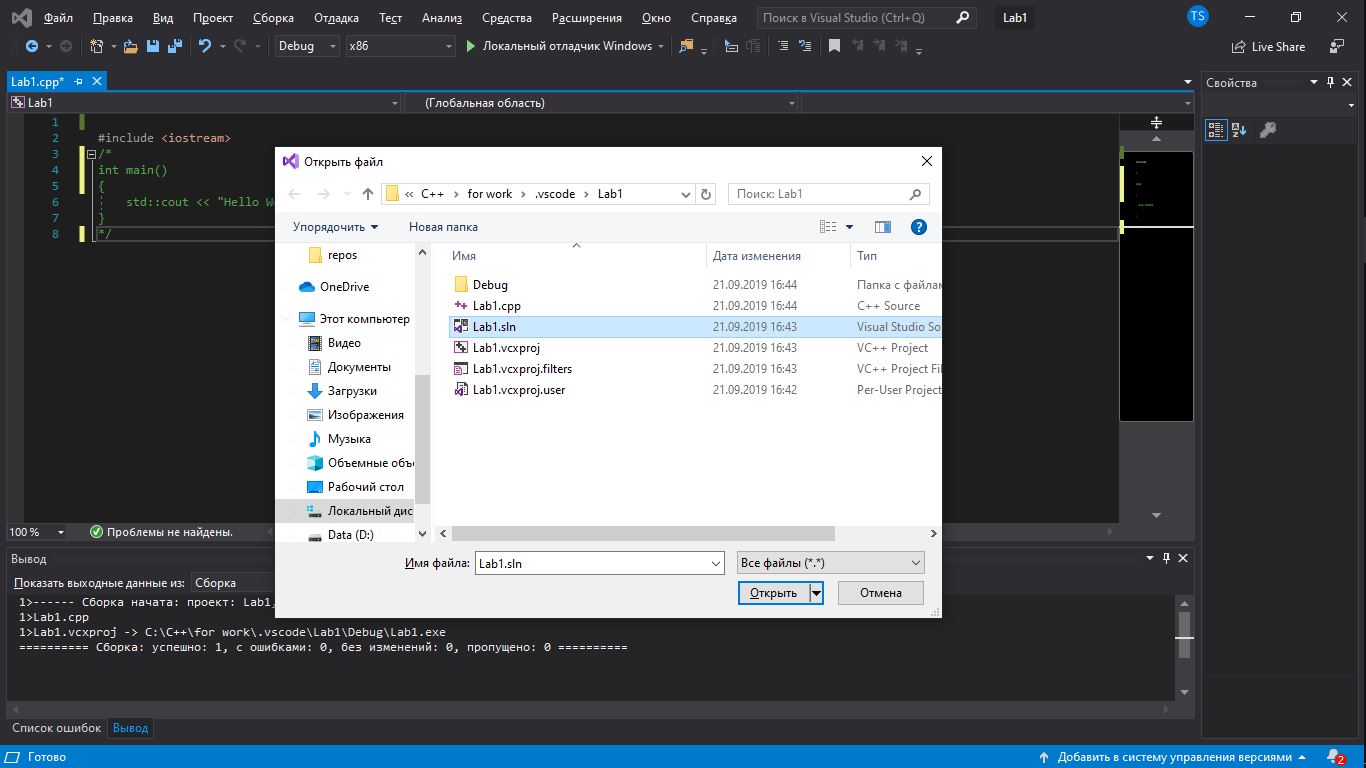 Файл Правка Вид Проект Сборка Отладка Тест Анализ Средства Расширения Окно Справка Поиск в Visual Studio (Ctrl+Q) Lab1 TS
Debug x86 Локальный отладчик Windows Live Share
Lab1.cpp*
Свойства
Lab1 (Глобальная область)
1
2 #include <iostream>
3 /*
4 int main()
5 {
6 std::cout << "Hello
7 }
8 */
Открыть файл
« C++ › for work › .vscode › Lab1
Поиск: Lab1
Упорядочить Новая папка
repos
OneDrive
Этот компьютер
Видео
Документы
Загрузки
Изображения
Музыка
Объемные объ
Рабочий стол
Локальный дис
Data (D:)
Имя Дата изменения Тип
Debug 21.09.2019 16:44 Папка с файлам
Lab1.cpp 21.09.2019 16:44 C++ Source
Lab1.sln 21.09.2019 16:43 Visual Studio So
Lab1.vcxproj 21.09.2019 16:43 VC++ Project
Lab1.vcxproj.filters 21.09.2019 16:43 VC++ Project Fil
Lab1.vcxproj.user 21.09.2019 16:42 Per-User Project
Имя файла: Lab1.sln Все файлы (*.*)
Открыть Отмена
100 % Проблемы не найдены.
Вывод
Показать выходные данные из: Сборка
1>------ Сборка начата: проект: Lab1,
1>Lab1.cpp
1>Lab1.vcxproj -> C:\C++\for work\.vscode\Lab1\Debug\Lab1.exe
========== Сборка: успешно: 1, с ошибками: 0, без изменений: 0, пропущено: 0 ==========
Список ошибок Вывод
Готово Добавить в систему управления версиями 2